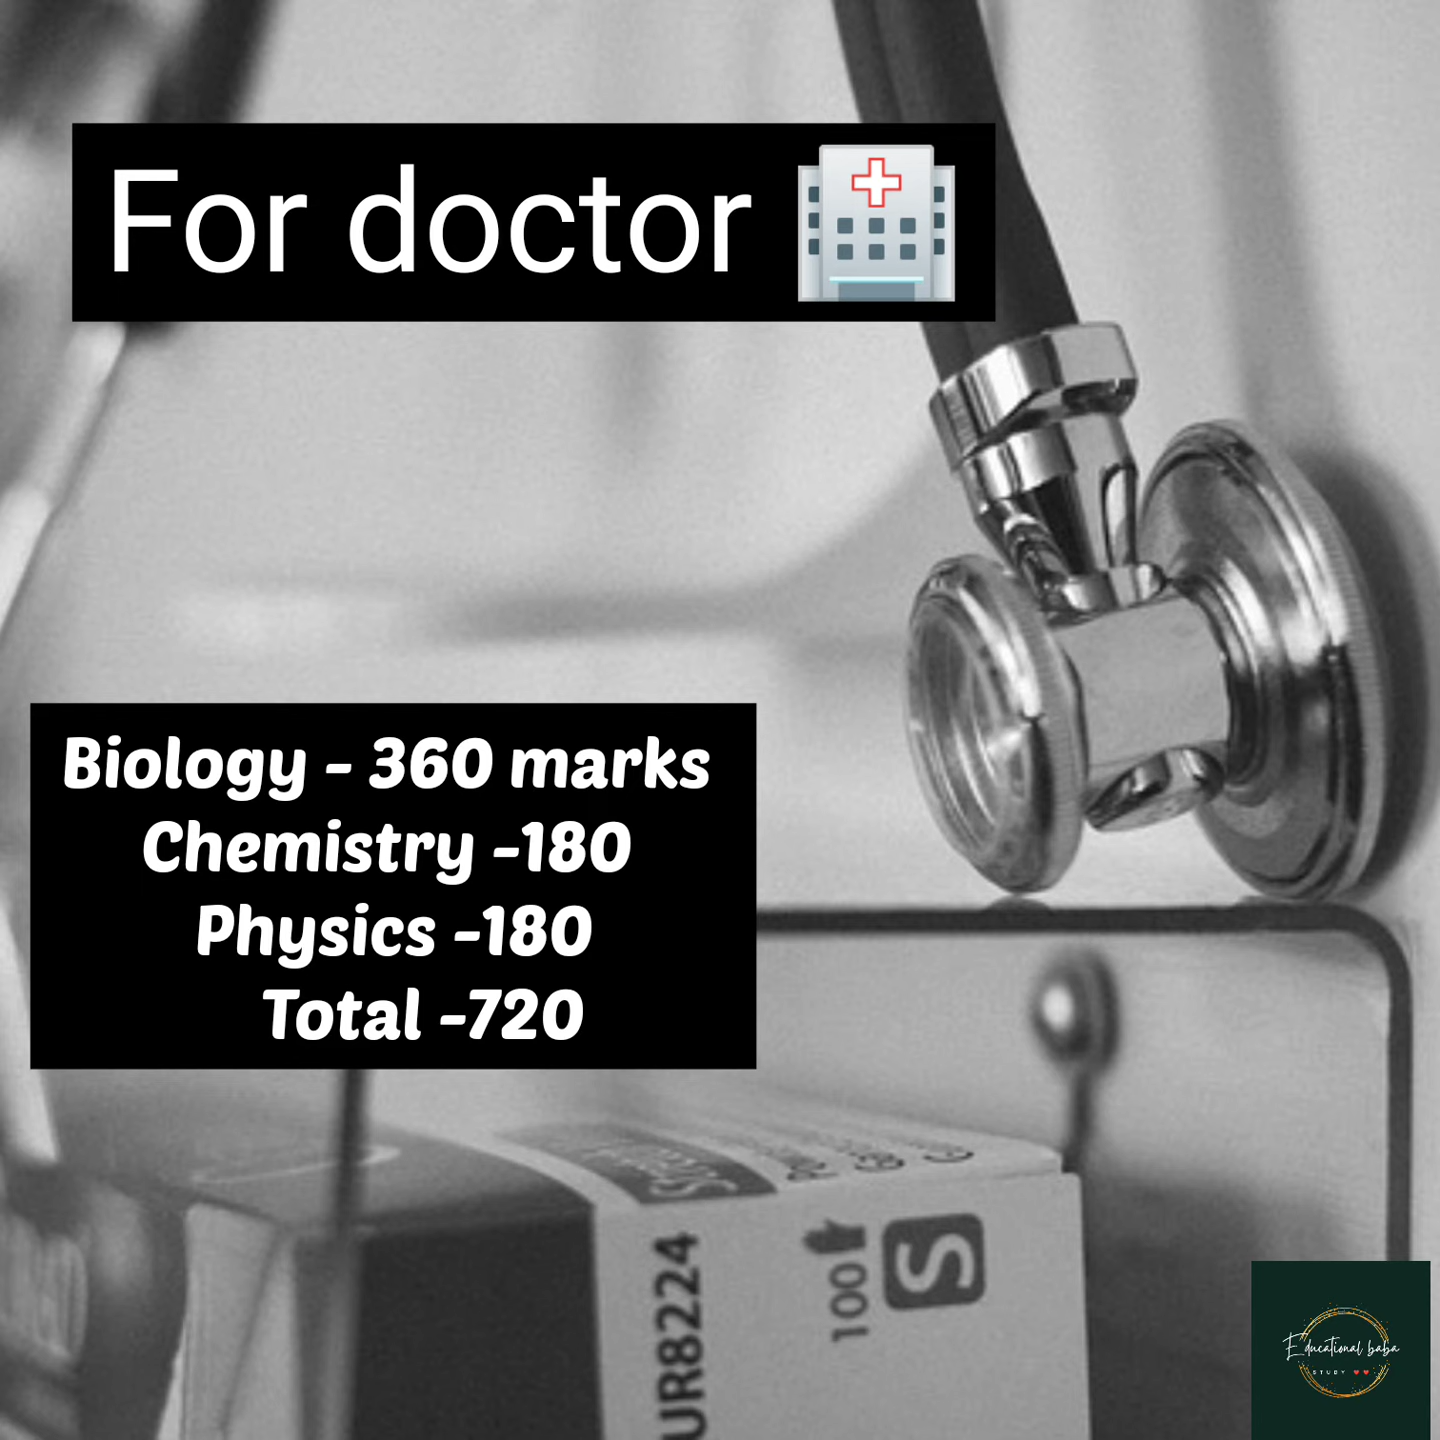 For doctor 🏥
Biology - 360 marks
Chemistry -180
Physics -180
Total -720
UR8224
100
S
Educational baba
STUDY ♥♥